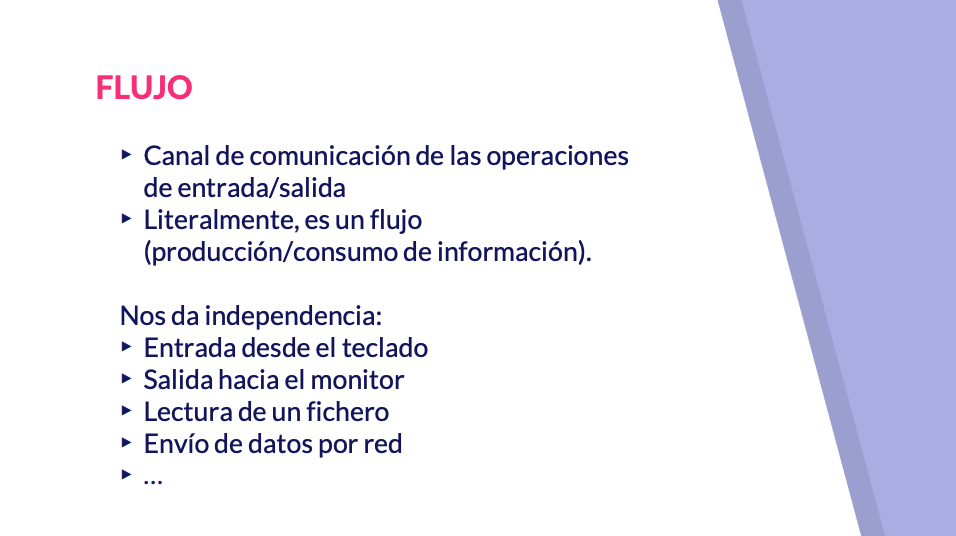 FLUJO
▸ Canal de comunicación de las operaciones
de entrada/salida
▸ Literalmente, es un flujo
(producción/consumo de información).
Nos da independencia:
▸ Entrada desde el teclado
▸ Salida hacia el monitor
▸ Lectura de un fichero
▸ Envío de datos por red
▸ …